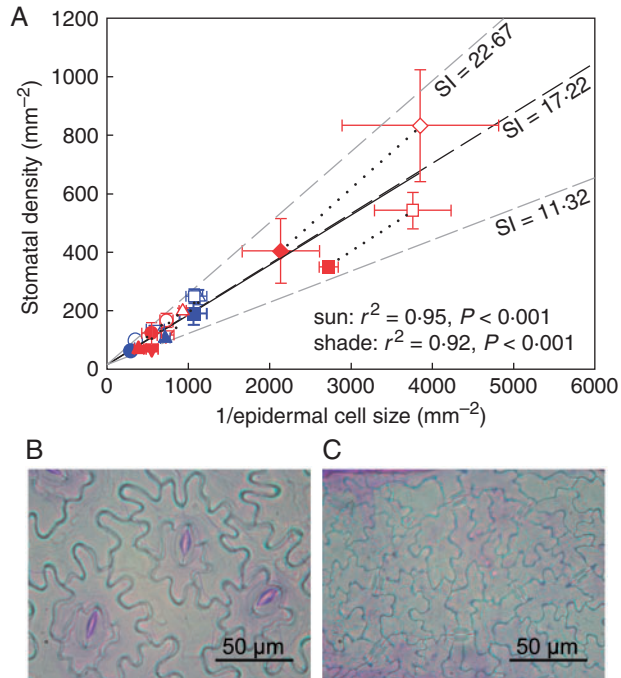 A
1200
1000
800
600
400
200
0
Stomatal density (mm⁻²)
SI = 22·67
SI = 17·22
SI = 11·32
sun: r² = 0·95, P < 0·001
shade: r² = 0·92, P < 0·001
0 1000 2000 3000 4000 5000 6000
1/epidermal cell size (mm⁻²)
B C
50 µm 50 µm